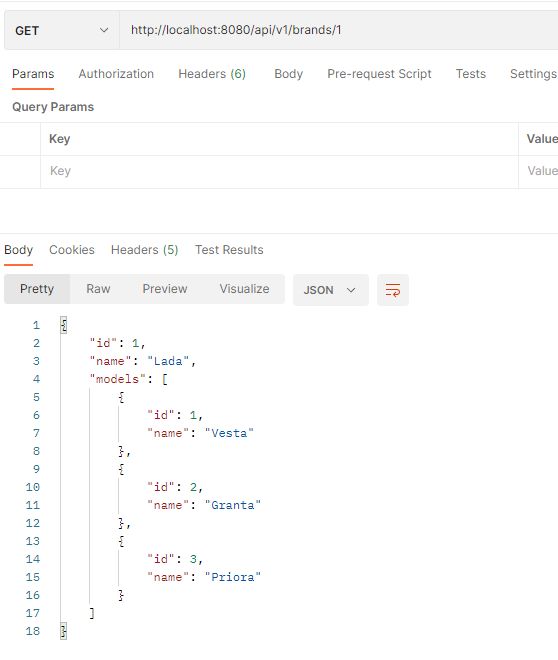 GET http://localhost:8080/api/v1/brands/1
Params Authorization Headers (6) Body Pre-request Script Tests Settings
Query Params
Key Value
Key Value
Body Cookies Headers (5) Test Results
Pretty Raw Preview Visualize JSON
1 {
2 "id": 1,
3 "name": "Lada",
4 "models": [
5 {
6 "id": 1,
7 "name": "Vesta"
8 },
9 {
10 "id": 2,
11 "name": "Granta"
12 },
13 {
14 "id": 3,
15 "name": "Priora"
16 }
17 ]
18 }